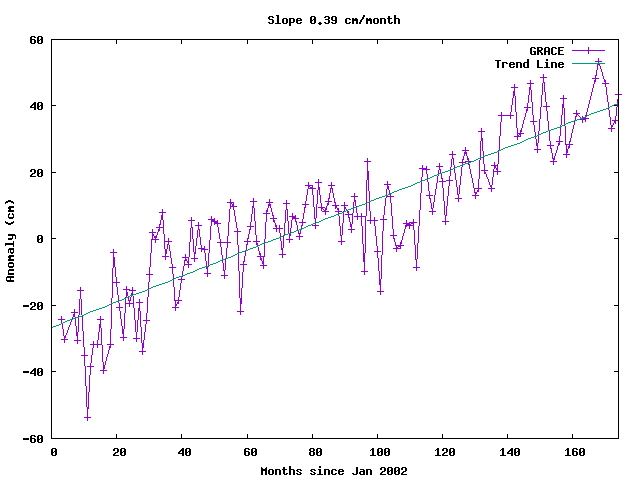 Slope 0.39 cm/month
GRACE
Trend Line
60
40
20
0
-20
-40
-60
Anomaly (cm)
0 20 40 60 80 100 120 140 160
Months since Jan 2002